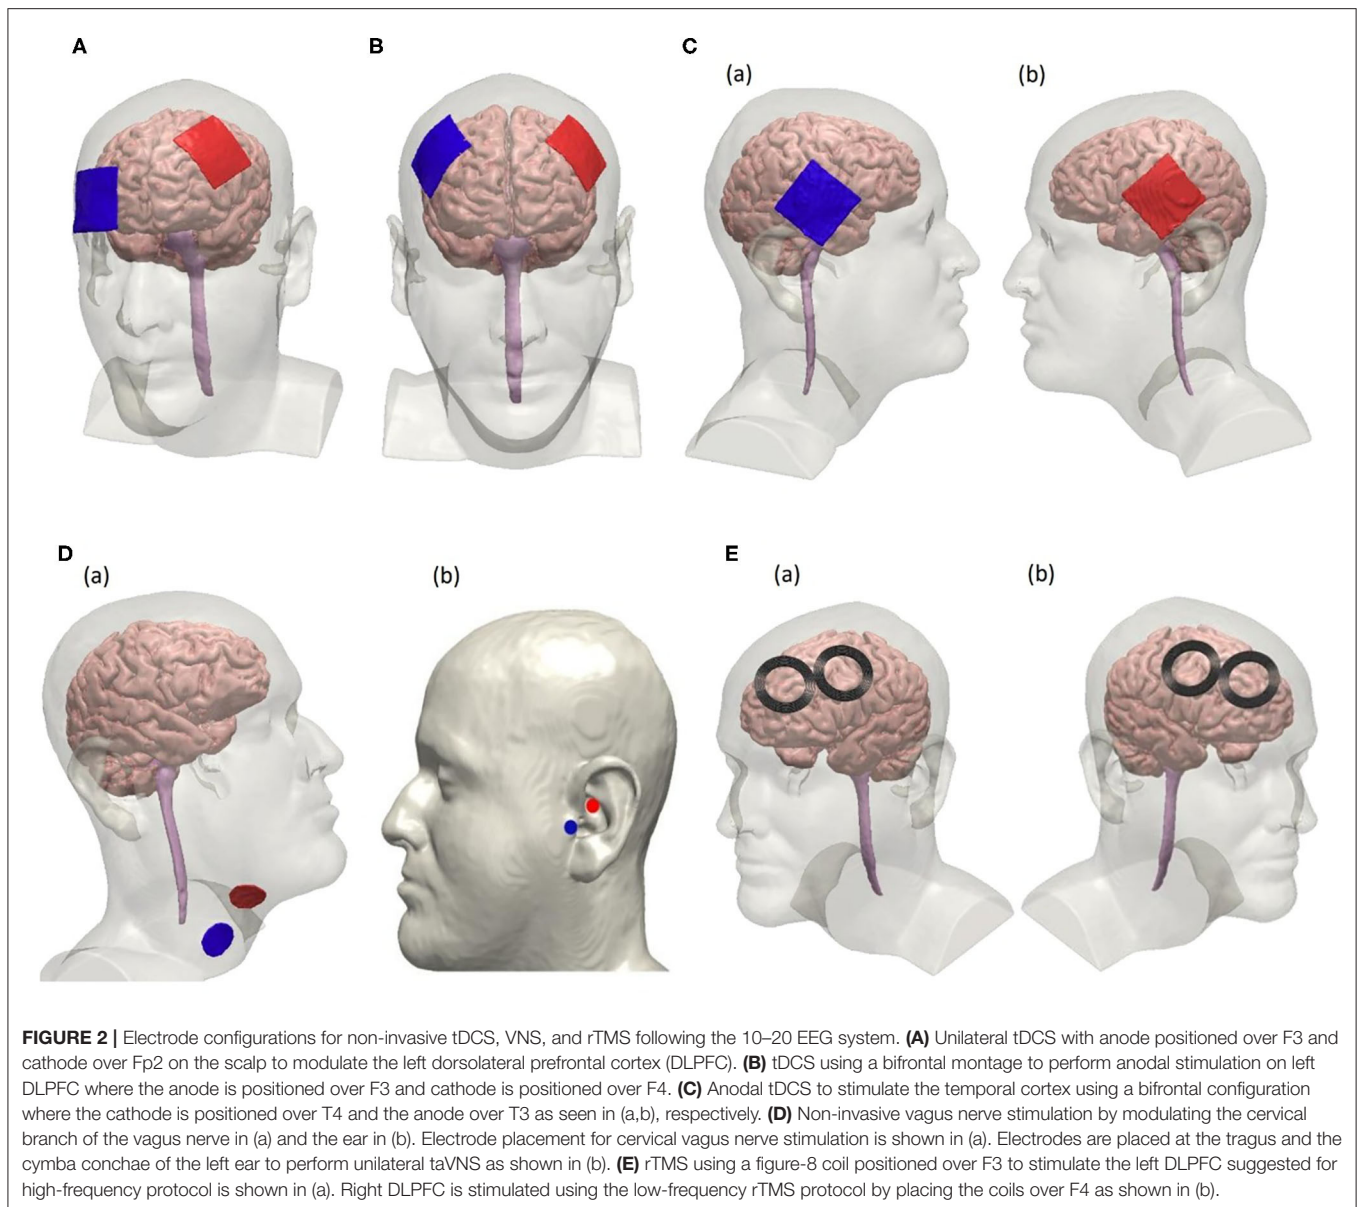 A
B
C
(a)
(b)
D
(a)
(b)
E
(a)
(b)
FIGURE 2 | Electrode configurations for non-invasive tDCS, VNS, and rTMS following the 10–20 EEG system. (A) Unilateral tDCS with anode positioned over F3 and
cathode over Fp2 on the scalp to modulate the left dorsolateral prefrontal cortex (DLPFC). (B) tDCS using a bifrontal montage to perform anodal stimulation on left
DLPFC where the anode is positioned over F3 and cathode is positioned over F4. (C) Anodal tDCS to stimulate the temporal cortex using a bifrontal configuration
where the cathode is positioned over T4 and the anode over T3 as seen in (a,b), respectively. (D) Non-invasive vagus nerve stimulation by modulating the cervical
branch of the vagus nerve in (a) and the ear in (b). Electrode placement for cervical vagus nerve stimulation is shown in (a). Electrodes are placed at the tragus and the
cymba conchae of the left ear to perform unilateral taVNS as shown in (b). (E) rTMS using a figure-8 coil positioned over F3 to stimulate the left DLPFC suggested for
high-frequency protocol is shown in (a). Right DLPFC is stimulated using the low-frequency rTMS protocol by placing the coils over F4 as shown in (b).